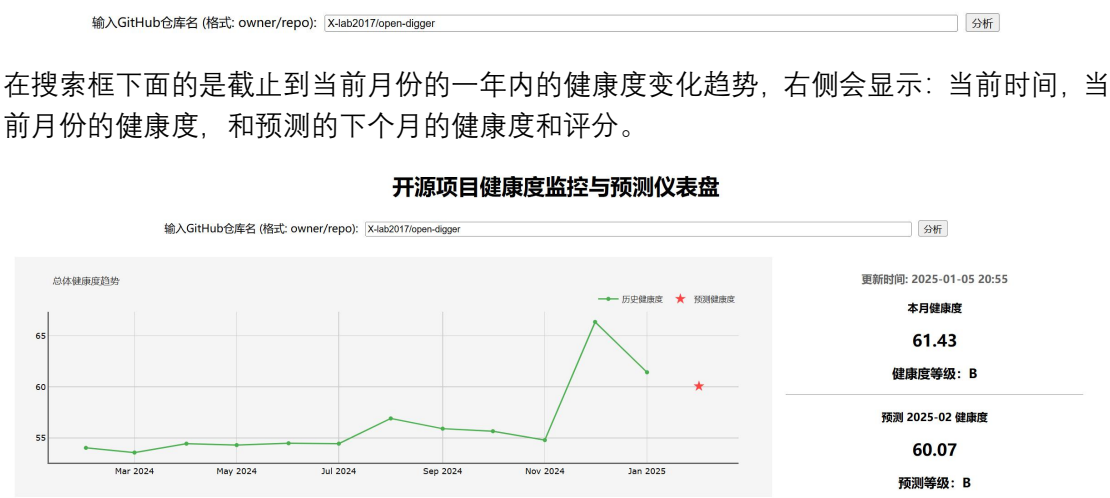 输入GitHub仓库名 (格式: owner/repo): X-lab2017/open-digger 分析
在搜索框下面的是截止到当前月份的一年内的健康度变化趋势，右侧会显示：当前时间，当
前月份的健康度，和预测的下个月的健康度和评分。
开源项目健康度监控与预测仪表盘
输入GitHub仓库名 (格式: owner/repo): X-lab2017/open-digger 分析
总体健康度趋势
历史健康度 预测健康度
65
60
55
Mar 2024 May 2024 Jul 2024 Sep 2024 Nov 2024 Jan 2025
更新时间: 2025-01-05 20:55
本月健康度
61.43
健康度等级：B
预测 2025-02 健康度
60.07
预测等级：B